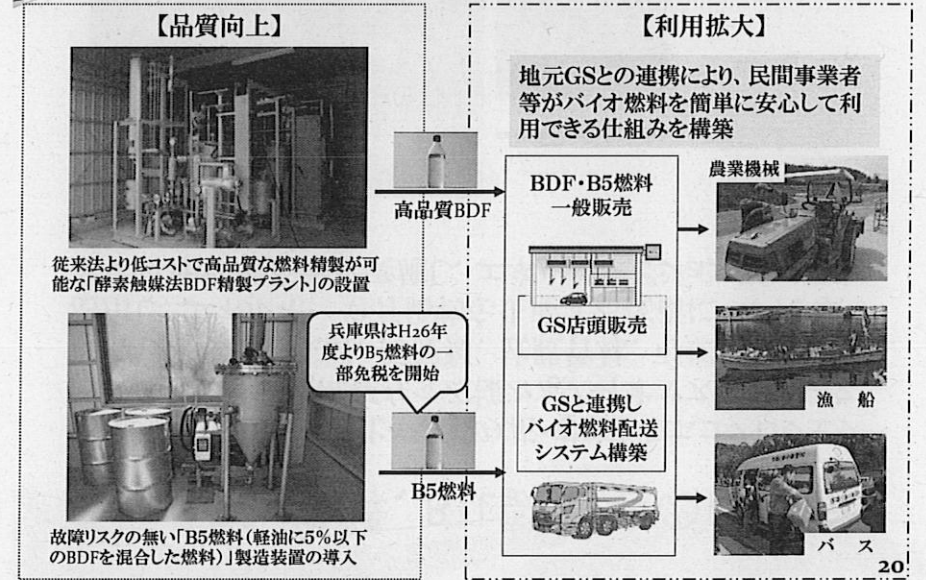 【品質向上】
従来法より低コストで高品質な燃料精製が可
能な「酵素触媒法BDF精製プラント」の設置
兵庫県はH26年
度よりB5燃料の一
部免税を開始
故障リスクの無い「B5燃料（軽油に5％以下
のBDFを混合した燃料）」製造装置の導入
高品質BDF
B5燃料
【利用拡大】
地元GSとの連携により、民間事業者
等がバイオ燃料を簡単に安心して利
用できる仕組みを構築
BDF・B5燃料
一般販売
GS店頭販売
GSと連携し
バイオ燃料配送
システム構築
農業機械
漁 船
バ ス
20